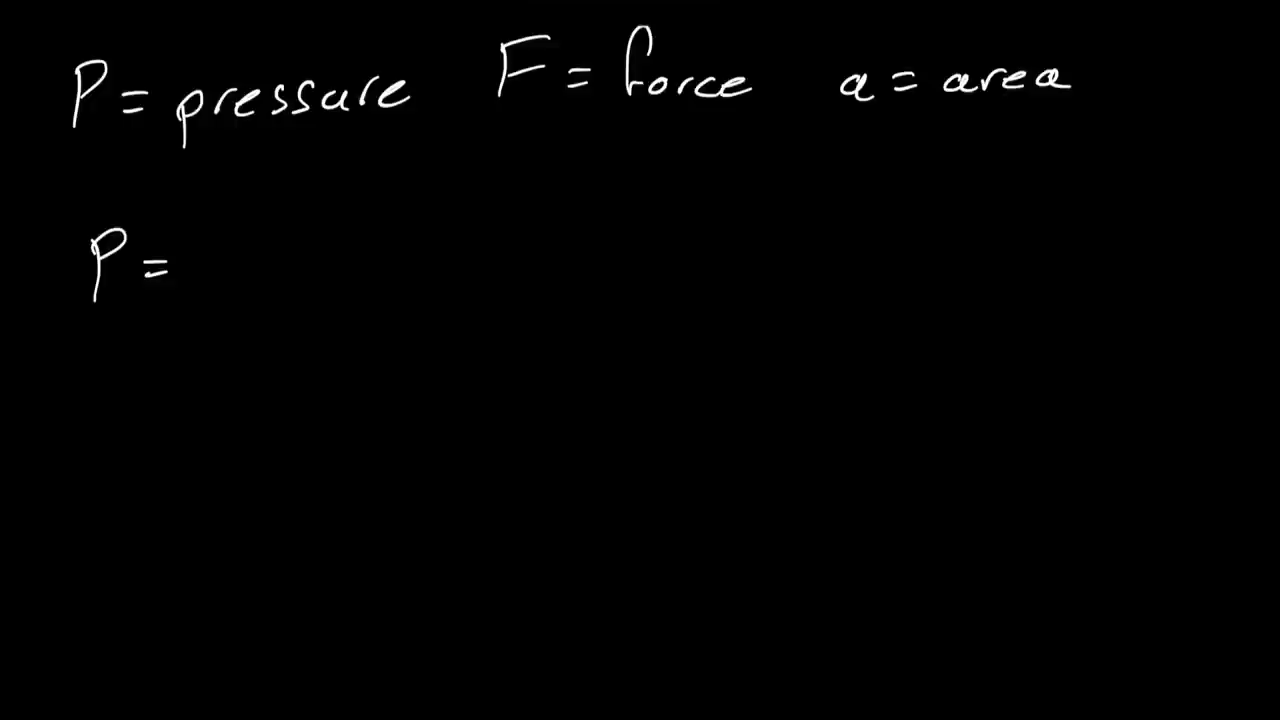 P = pressure F = force a = area
P =